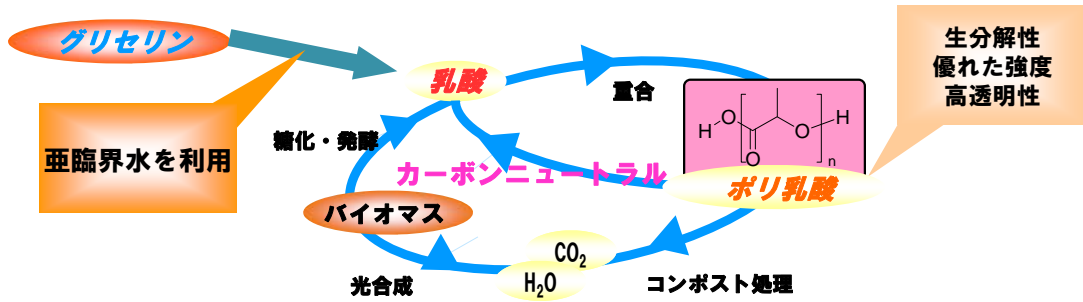 グリセリン
亜臨界水を利用
乳酸
重合
生分解性
優れた強度
高透明性
H O O H
O
n
糖化・発酵
カーボンニュートラル
ポリ乳酸
バイオマス
光合成
CO₂
H₂O
コンポスト処理